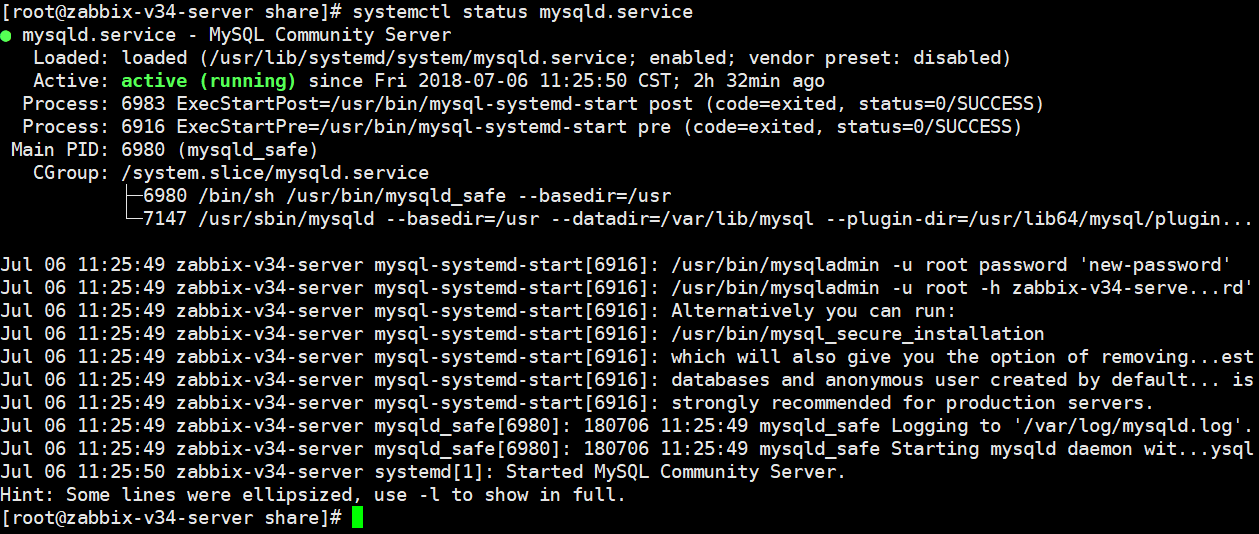 [root@zabbix-v34-server share]# systemctl status mysqld.service
● mysqld.service - MySQL Community Server
   Loaded: loaded (/usr/lib/systemd/system/mysqld.service; enabled; vendor preset: disabled)
   Active: active (running) since Fri 2018-07-06 11:25:50 CST; 2h 32min ago
  Process: 6983 ExecStartPost=/usr/bin/mysql-systemd-start post (code=exited, status=0/SUCCESS)
  Process: 6916 ExecStartPre=/usr/bin/mysql-systemd-start pre (code=exited, status=0/SUCCESS)
 Main PID: 6980 (mysqld_safe)
   CGroup: /system.slice/mysqld.service
           ├─6980 /bin/sh /usr/bin/mysqld_safe --basedir=/usr
           └─7147 /usr/sbin/mysqld --basedir=/usr --datadir=/var/lib/mysql --plugin-dir=/usr/lib64/mysql/plugin...

Jul 06 11:25:49 zabbix-v34-server mysql-systemd-start[6916]: /usr/bin/mysqladmin -u root password 'new-password'
Jul 06 11:25:49 zabbix-v34-server mysql-systemd-start[6916]: /usr/bin/mysqladmin -u root -h zabbix-v34-serve...rd'
Jul 06 11:25:49 zabbix-v34-server mysql-systemd-start[6916]: Alternatively you can run:
Jul 06 11:25:49 zabbix-v34-server mysql-systemd-start[6916]: /usr/bin/mysql_secure_installation
Jul 06 11:25:49 zabbix-v34-server mysql-systemd-start[6916]: which will also give you the option of removing...est
Jul 06 11:25:49 zabbix-v34-server mysql-systemd-start[6916]: databases and anonymous user created by default... is
Jul 06 11:25:49 zabbix-v34-server mysql-systemd-start[6916]: strongly recommended for production servers.
Jul 06 11:25:49 zabbix-v34-server mysqld_safe[6980]: 180706 11:25:49 mysqld_safe Logging to '/var/log/mysqld.log'.
Jul 06 11:25:49 zabbix-v34-server mysqld_safe[6980]: 180706 11:25:49 mysqld_safe Starting mysqld daemon wit...ysql
Jul 06 11:25:50 zabbix-v34-server systemd[1]: Started MySQL Community Server.
Hint: Some lines were ellipsized, use -l to show in full.
[root@zabbix-v34-server share]#